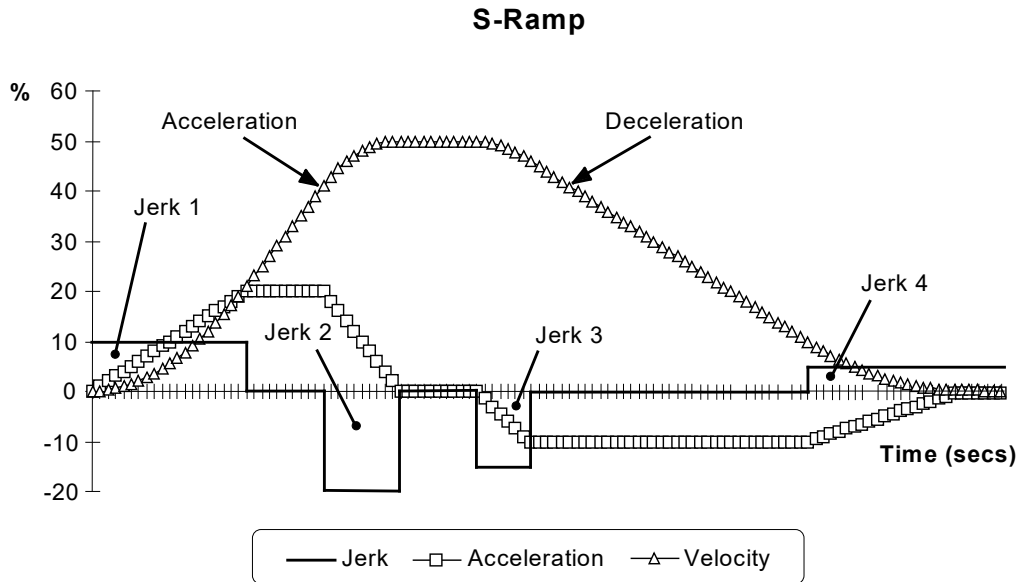 S-Ramp
%
60
50
40
30
20
10
0
-10
-20
Acceleration
Deceleration
Jerk 1
Jerk 2
Jerk 3
Jerk 4
Time (secs)
Jerk Acceleration Velocity